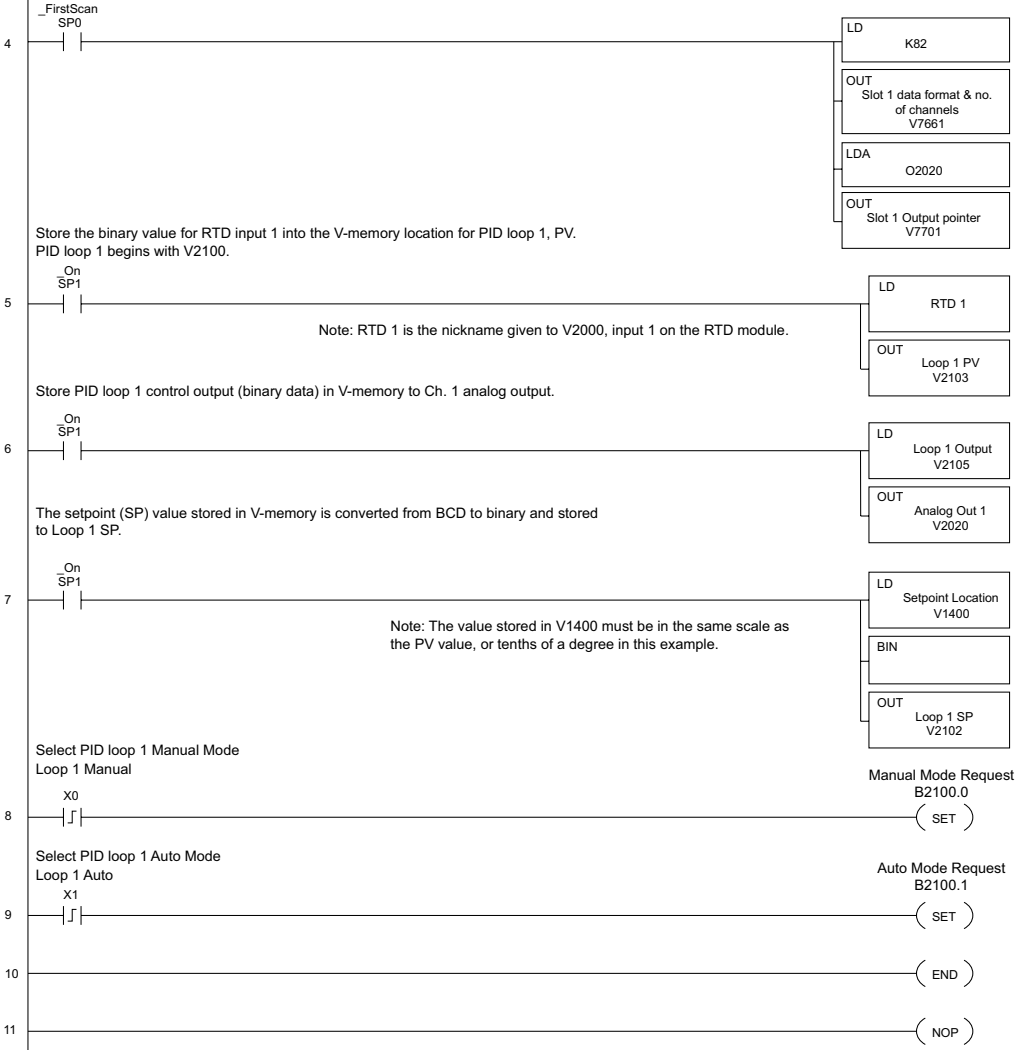 _FirstScan
SP0
4
LD
K82
OUT
Slot 1 data format & no.
of channels
V7661
LDA
O2020
OUT
Slot 1 Output pointer
V7701
Store the binary value for RTD input 1 into the V-memory location for PID loop 1, PV.
PID loop 1 begins with V2100.
_On
SP1
5
LD
RTD 1
Note: RTD 1 is the nickname given to V2000, input 1 on the RTD module.
OUT
Loop 1 PV
V2103
Store PID loop 1 control output (binary data) in V-memory to Ch. 1 analog output.
_On
SP1
6
LD
Loop 1 Output
V2105
OUT
Analog Out 1
V2020
The setpoint (SP) value stored in V-memory is converted from BCD to binary and stored
to Loop 1 SP.
_On
SP1
7
LD
Setpoint Location
V1400
Note: The value stored in V1400 must be in the same scale as
the PV value, or tenths of a degree in this example.
BIN
OUT
Loop 1 SP
V2102
Select PID loop 1 Manual Mode
Loop 1 Manual
X0
Manual Mode Request
B2100.0
8
SET
Select PID loop 1 Auto Mode
Loop 1 Auto
X1
Auto Mode Request
B2100.1
9
SET
10
END
11
NOP